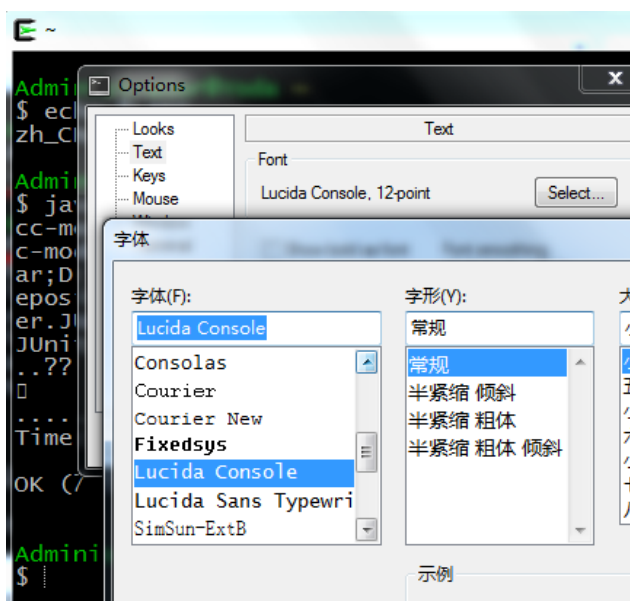 ~
Admi
Options
$ ecl
zh_C
Looks
Text
Text
Font
Keys
Admi
Mouse
Lucida Console, 12-point
Select...
$ ja
cc-m
字体
c-mo
ar;D
字体(F):
字形(Y):
epos
er.JU
Lucida Console
常规
JUni
..??
Consolas
常规
Courier
半紧缩 倾斜
....
Courier New
半紧缩 粗体
Time
Fixedsys
半紧缩 粗体 倾斜
Lucida Console
OK (7
Lucida Sans Typewri
SimSun-ExtB
Admini
示例
$